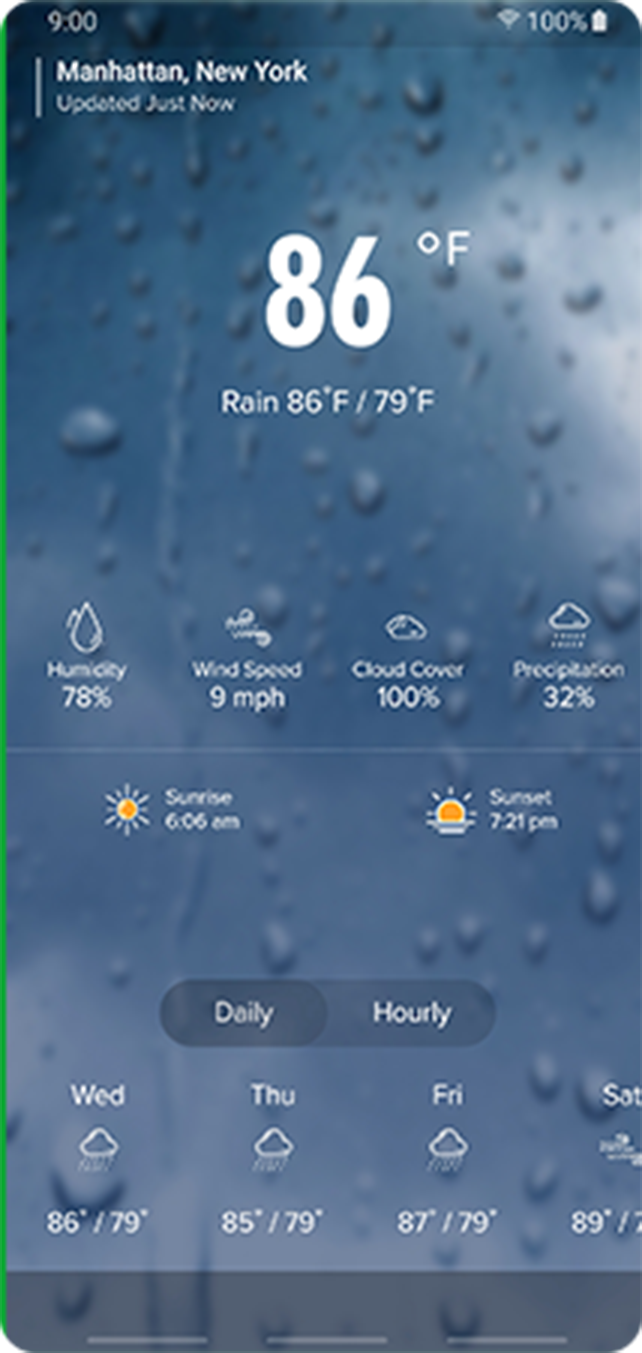 9:00 100%
Manhattan, New York
Updated Just Now
86 °F
Rain 86°F / 79°F
Humidity Wind Speed Cloud Cover Precipitation
78% 9 mph 100% 32%
Sunrise Sunset
6:06 am 7:21 pm
Daily Hourly
Wed Thu Fri Sat
86° / 79° 85° / 79° 87° / 79° 89° / 7